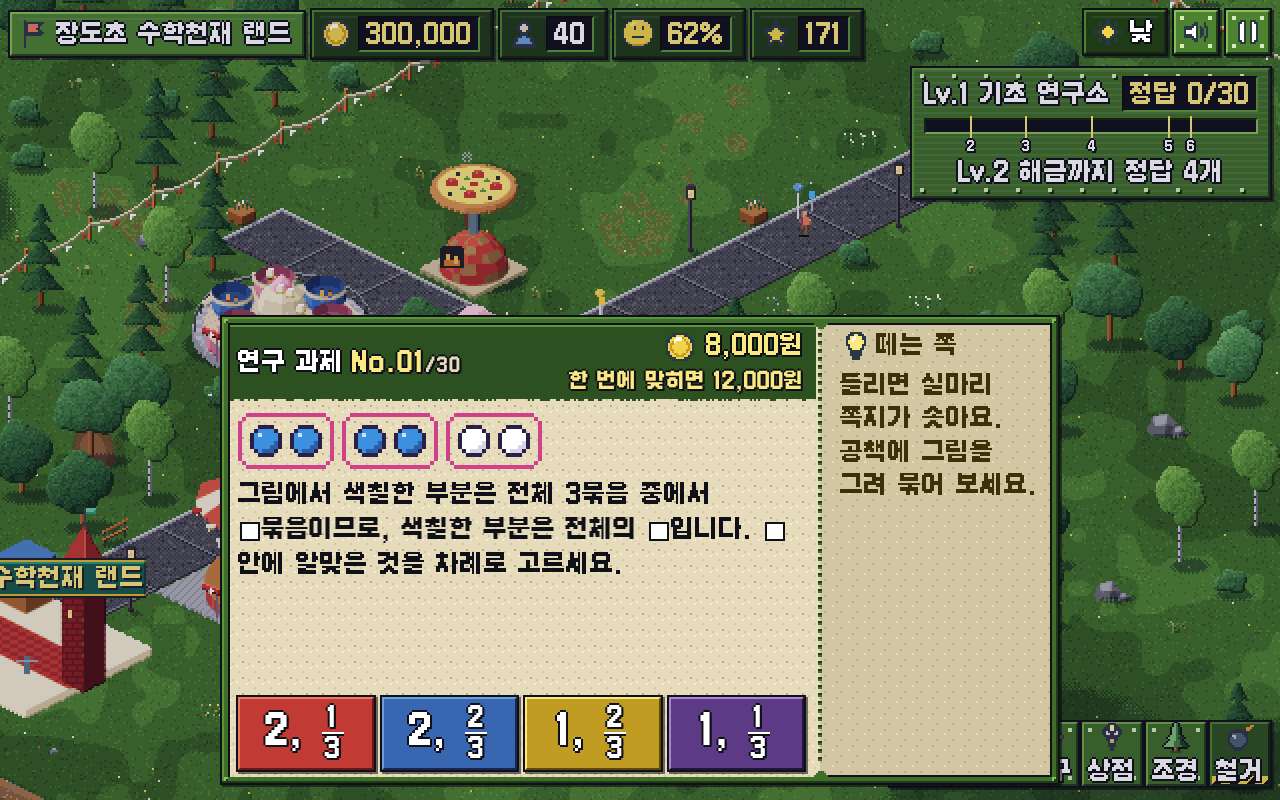 장도초 수학천재 랜드
300,000
40
62%
171
낮
Lv.1 기초 연구소 정답 0/30
2 3 4 5 6
Lv.2 해금까지 정답 4개
연구 과제 No.01/30
8,000원
한 번에 맞히면 12,000원
그림에서 색칠한 부분은 전체 3묶음 중에서
□묶음이므로, 색칠한 부분은 전체의 □입니다. □
안에 알맞은 것을 차례로 고르세요.
2, 1/3
2, 2/3
1, 2/3
1, 1/3
떼는 쪽
틀리면 실마리
쪽지가 솟아요.
공책에 그림을
그려 묶어 보세요.
수학천재 랜드
상점
조경
철거